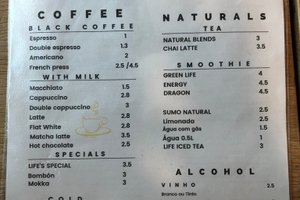 COFFEE
BLACK COFFEE
Espresso 1
Double espresso 1.3
Americano 2
French press 2.5 /4.5
WITH MILK
Macchiato 1.5
Cappuccino 2.8
Double cappuccino 3
Latte 2.8
Flat White 2.8
Matcha latte 3.5
Hot chocolate 2.5
SPECIALS
LIFE'S SPECIAL 3.5
Bombón 3
Mokka 3
COLD
NATURALS
TEA
NATURAL BLENDS 3
CHAI LATTE 3.5
SMOOTHIE
GREEN LIFE 4
ENERGY 4.5
DRAGON 4.5
SUMO NATURAL 2.5
Limonada 2.5
Água com gás 1.5
Água 0.5L 1
LIFE ICED TEA 3
ALCOHOL
VINHO 2.5
Branco ou Tinto